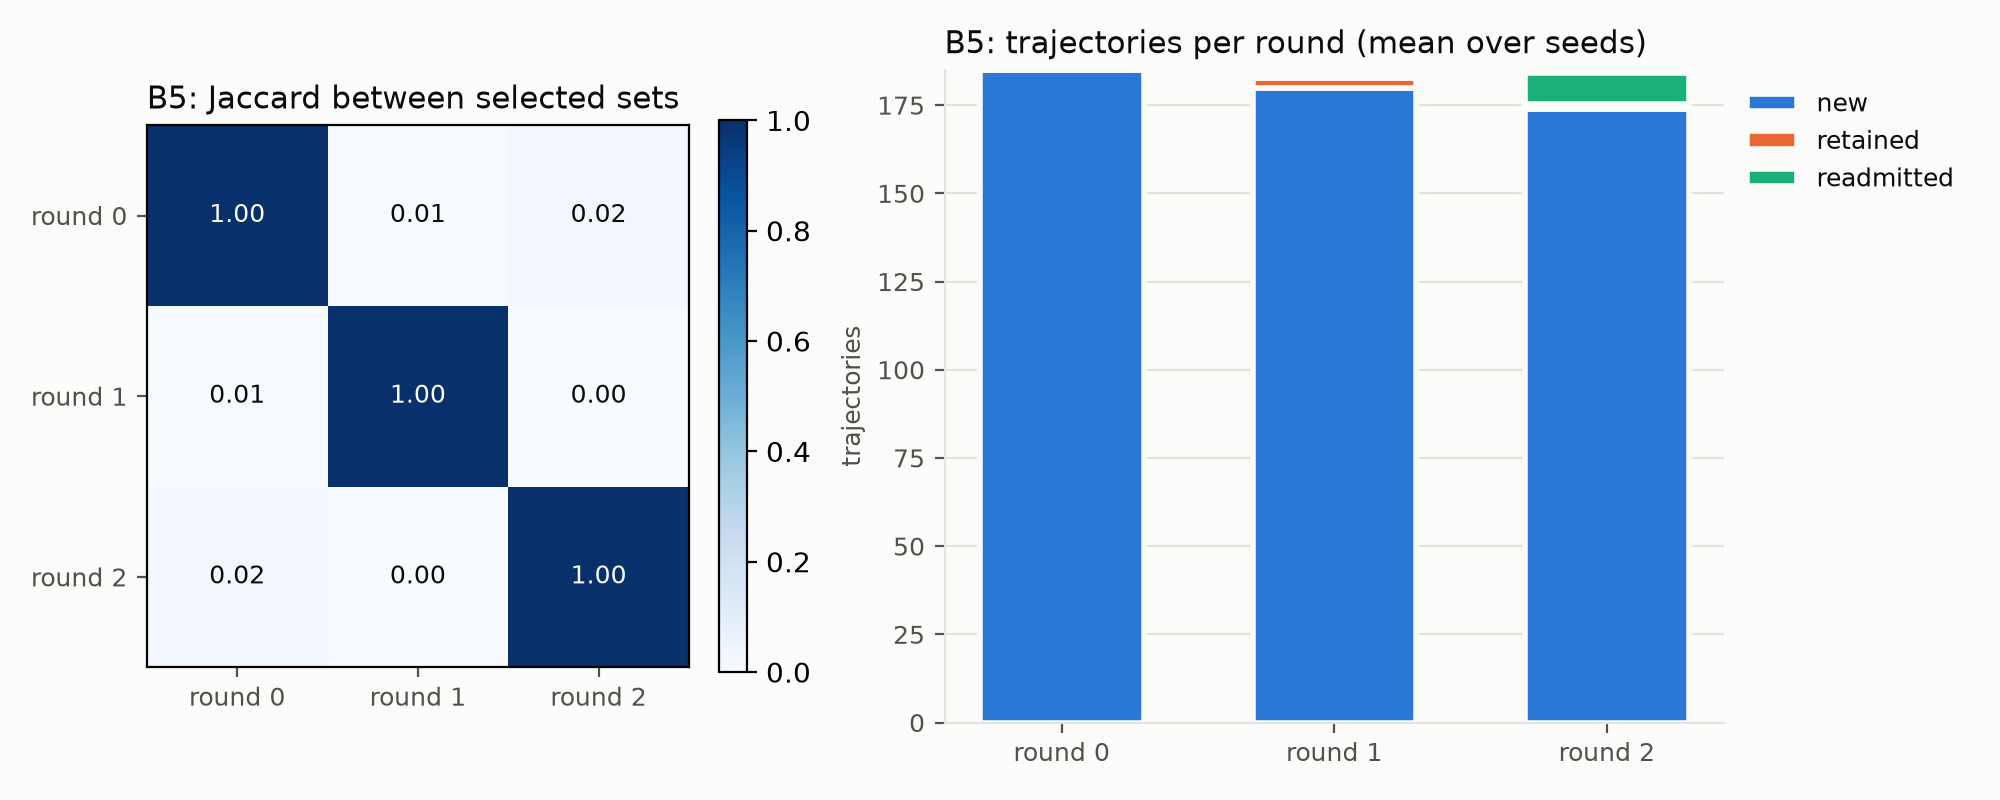 B5: Jaccard between selected sets
1.00 0.01 0.02
0.01 1.00 0.00
0.02 0.00 1.00
round 0
round 1
round 2
round 0 round 1 round 2
1.0
0.8
0.6
0.4
0.2
0.0
B5: trajectories per round (mean over seeds)
trajectories
175
150
125
100
75
50
25
0
round 0 round 1 round 2
new
retained
readmitted